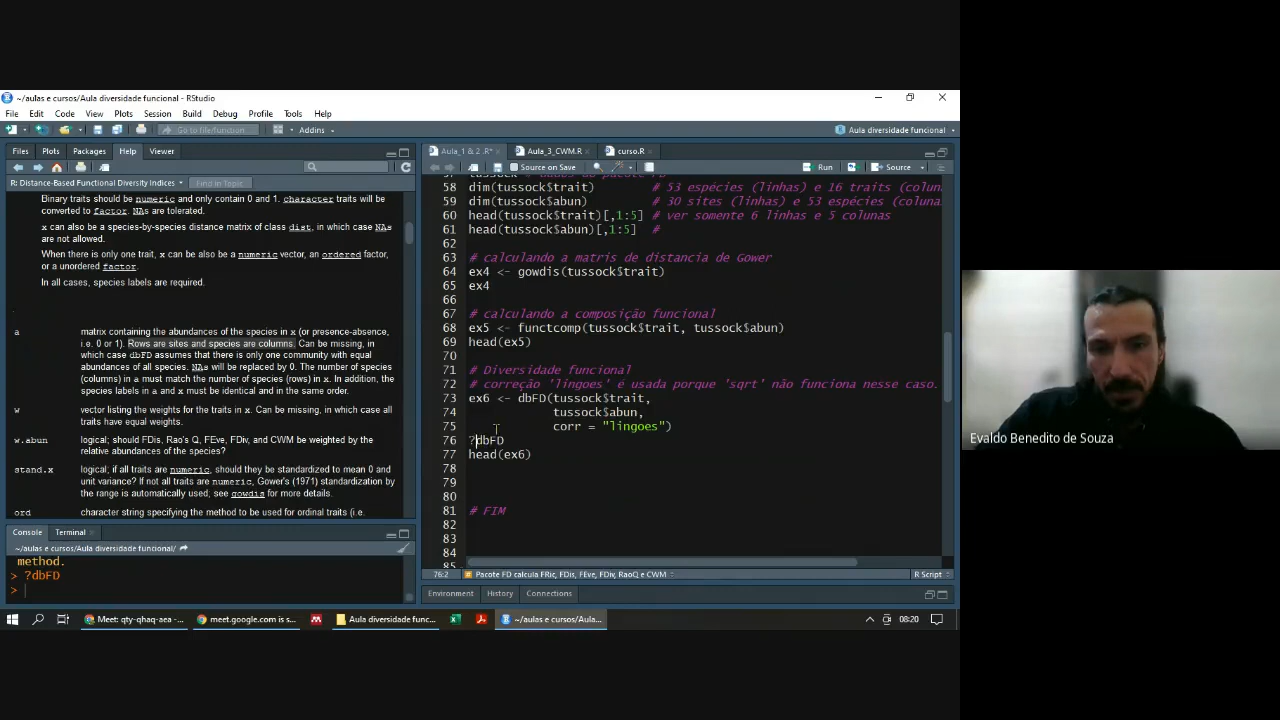 ~/aulas e cursos/Aula diversidade funcional - RStudio
File Edit Code View Plots Session Build Debug Profile Tools Help
Go to file/function Addins Aula diversidade funcional
Files Plots Packages Help Viewer
R: Distance-Based Functional Diversity Indices Find in Topic
Binary traits should be numeric and only contain 0 and 1. character traits will be
converted to factor. NAs are tolerated.
x can also be a species-by-species distance matrix of class dist, in which case NAs
are not allowed.
When there is only one trait, x can be also be a numeric vector, an ordered factor,
or a unordered factor.
In all cases, species labels are required.
a matrix containing the abundances of the species in x (or presence-absence,
i.e. 0 or 1). Rows are sites and species are columns. Can be missing, in
which case dbFD assumes that there is only one community with equal
abundances of all species. NAs will be replaced by 0. The number of species
(columns) in a must match the number of species (rows) in x. In addition, the
species labels in a and x must be identical and in the same order.
w vector listing the weights for the traits in x. Can be missing, in which case all
traits have equal weights.
w.abun logical; should FDis, Rao's Q, FEve, FDiv, and CWM be weighted by the
relative abundances of the species?
stand.x logical; if all traits are numeric, should they be standardized to mean 0 and
unit variance? If not all traits are numeric, Gower's (1971) standardization by
the range is automatically used; see gowdis for more details.
ord character string specifying the method to be used for ordinal traits (i.e.
Console Terminal
~/aulas e cursos/Aula diversidade funcional/
method.
> ?dbFD
>
Aula_1 & 2 .R* Aula_3_CWM.R curso.R
Source on Save Run Source
58 dim(tussock$trait) # 53 espécies (linhas) e 16 traits (coluna
59 dim(tussock$abun) # 30 sites (linhas) e 53 espécies (coluna
60 head(tussock$trait)[,1:5] # ver somente 6 linhas e 5 colunas
61 head(tussock$abun)[,1:5] #
62
63 # calculando a matris de distancia de Gower
64 ex4 <- gowdis(tussock$trait)
65 ex4
66
67 # calculando a composição funcional
68 ex5 <- functcomp(tussock$trait, tussock$abun)
69 head(ex5)
70
71 # Diversidade funcional
72 # correção 'lingoes' é usada porque 'sqrt' não funciona nesse caso.
73 ex6 <- dbFD(tussock$trait,
74 tussock$abun,
75 corr = "lingoes")
76 ?dbFD
77 head(ex6)
78
79
80
81 # FIM
82
83
84
85
76:2 Pacote FD calcula FRic, FDis, FEve, FDiv, RaoQ e CWM R Script
Environment History Connections
Meet: qty-qhaq-aea -... meet.google.com is s... Aula diversidade func... ~/aulas e cursos/Aula... 08:20
Evaldo Benedito de Souza